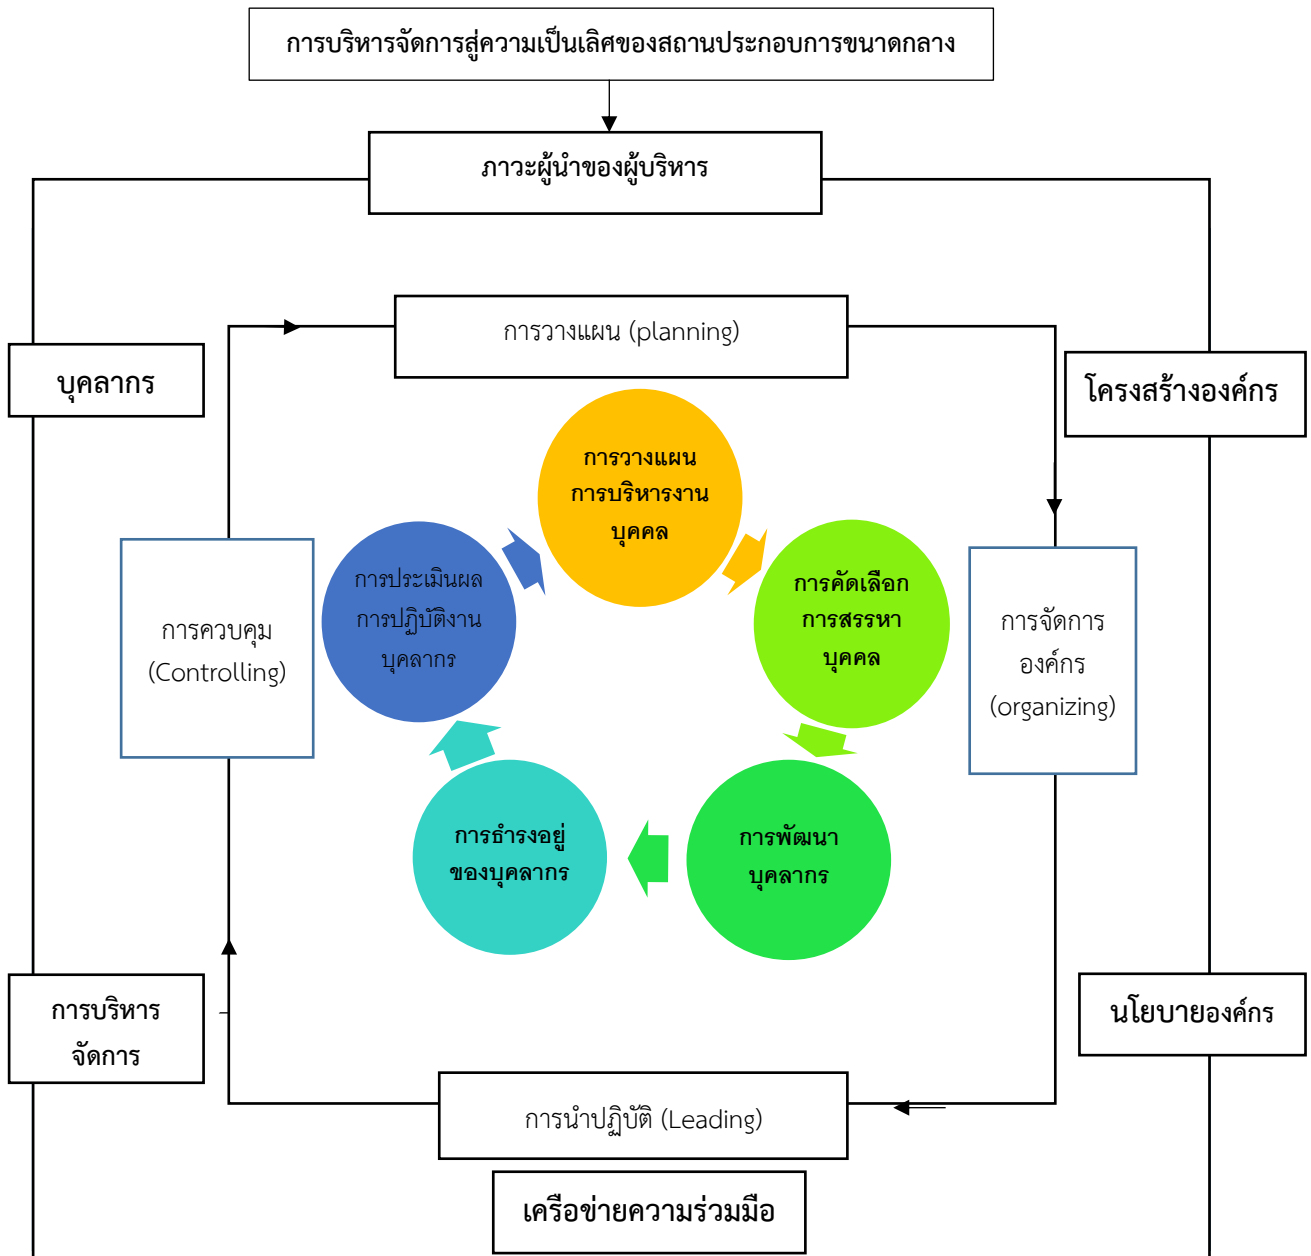 การบริหารจัดการสู่ความเป็นเลิศของสถานประกอบการขนาดกลาง
ภาวะผู้นำของผู้บริหาร
การวางแผน (planning)
บุคลากร
โครงสร้างองค์กร
การวางแผน
การบริหารงาน
บุคคล
การประเมินผล
การปฏิบัติงาน
บุคลากร
การคัดเลือก
การสรรหา
บุคคล
การควบคุม
(Controlling)
การจัดการ
องค์กร
(organizing)
การธำรงอยู่
ของบุคลากร
การพัฒนา
บุคลากร
การบริหาร
จัดการ
นโยบายองค์กร
การนำปฏิบัติ (Leading)
เครือข่ายความร่วมมือ